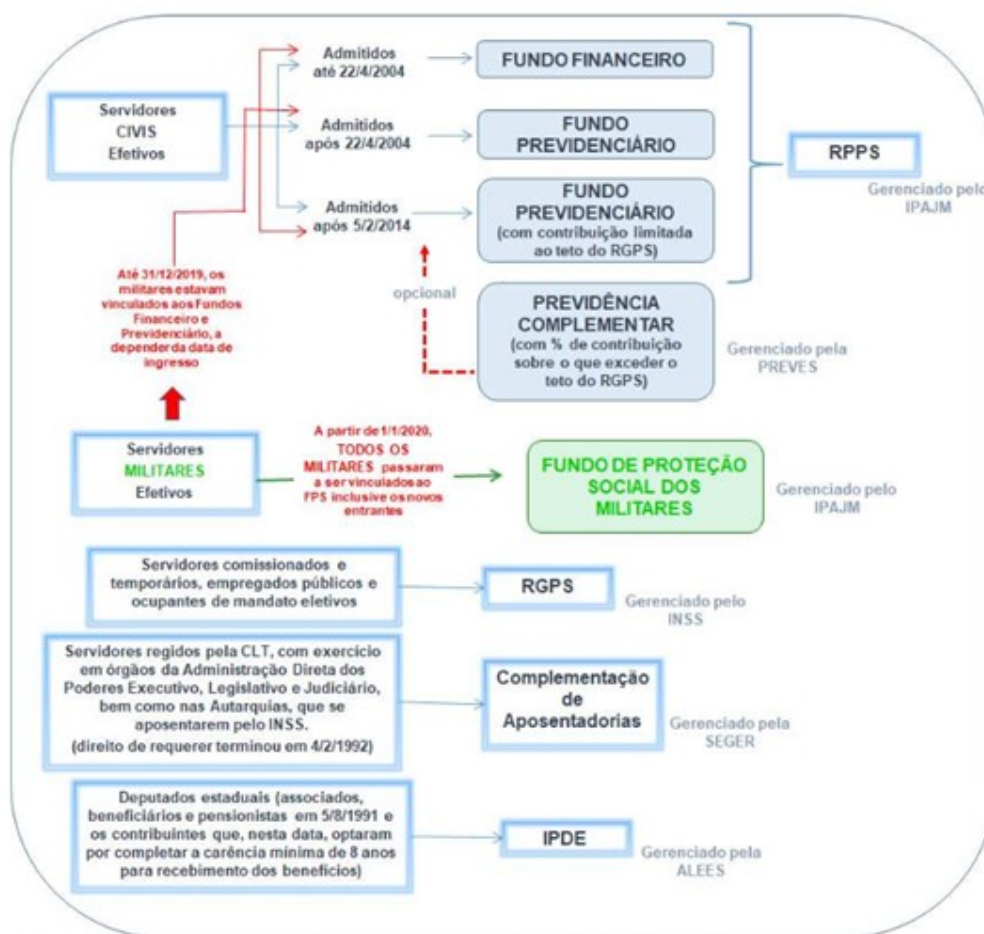 Servidores
CIVIS
Efetivos
Admitidos
até 22/4/2004
FUNDO FINANCEIRO
Admitidos
após 22/4/2004
FUNDO
PREVIDENCIÁRIO
RPPS
Gerenciado pelo
IPAJM
Admitidos
após 5/2/2014
FUNDO
PREVIDENCIÁRIO
(com contribuição limitada
ao teto do RGPS)
Até 31/12/2019, os
militares estavam
vinculados aos Fundos
Financeiro e
Previdenciário, a
depender da data de
ingresso
opcional
PREVIDÊNCIA
COMPLEMENTAR
(com % de contribuição
sobre o que exceder o
teto do RGPS)
Gerenciado pela
PREVES
Servidores
MILITARES
Efetivos
A partir de 1/1/2020,
TODOS OS
MILITARES passaram
a ser vinculados ao
FPS inclusive os novos
entrantes
FUNDO DE PROTEÇÃO
SOCIAL DOS
MILITARES
Gerenciado pelo
IPAJM
Servidores comissionados e
temporários, empregados públicos e
ocupantes de mandato eletivos
RGPS
Gerenciado pelo
INSS
Servidores regidos pela CLT, com exercício
em órgãos da Administração Direta dos
Poderes Executivo, Legislativo e Judiciário,
bem como nas Autarquias, que se
aposentarem pelo INSS.
(direito de requerer terminou em 4/2/1992)
Complementação
de
Aposentadorias
Gerenciado pela
SEGER
Deputados estaduais (associados,
beneficiários e pensionistas em 5/8/1991 e
os contribuintes que, nesta data, optaram
por completar a carência mínima de 8 anos
para recebimento dos benefícios)
IPDE
Gerenciado pela
ALEES